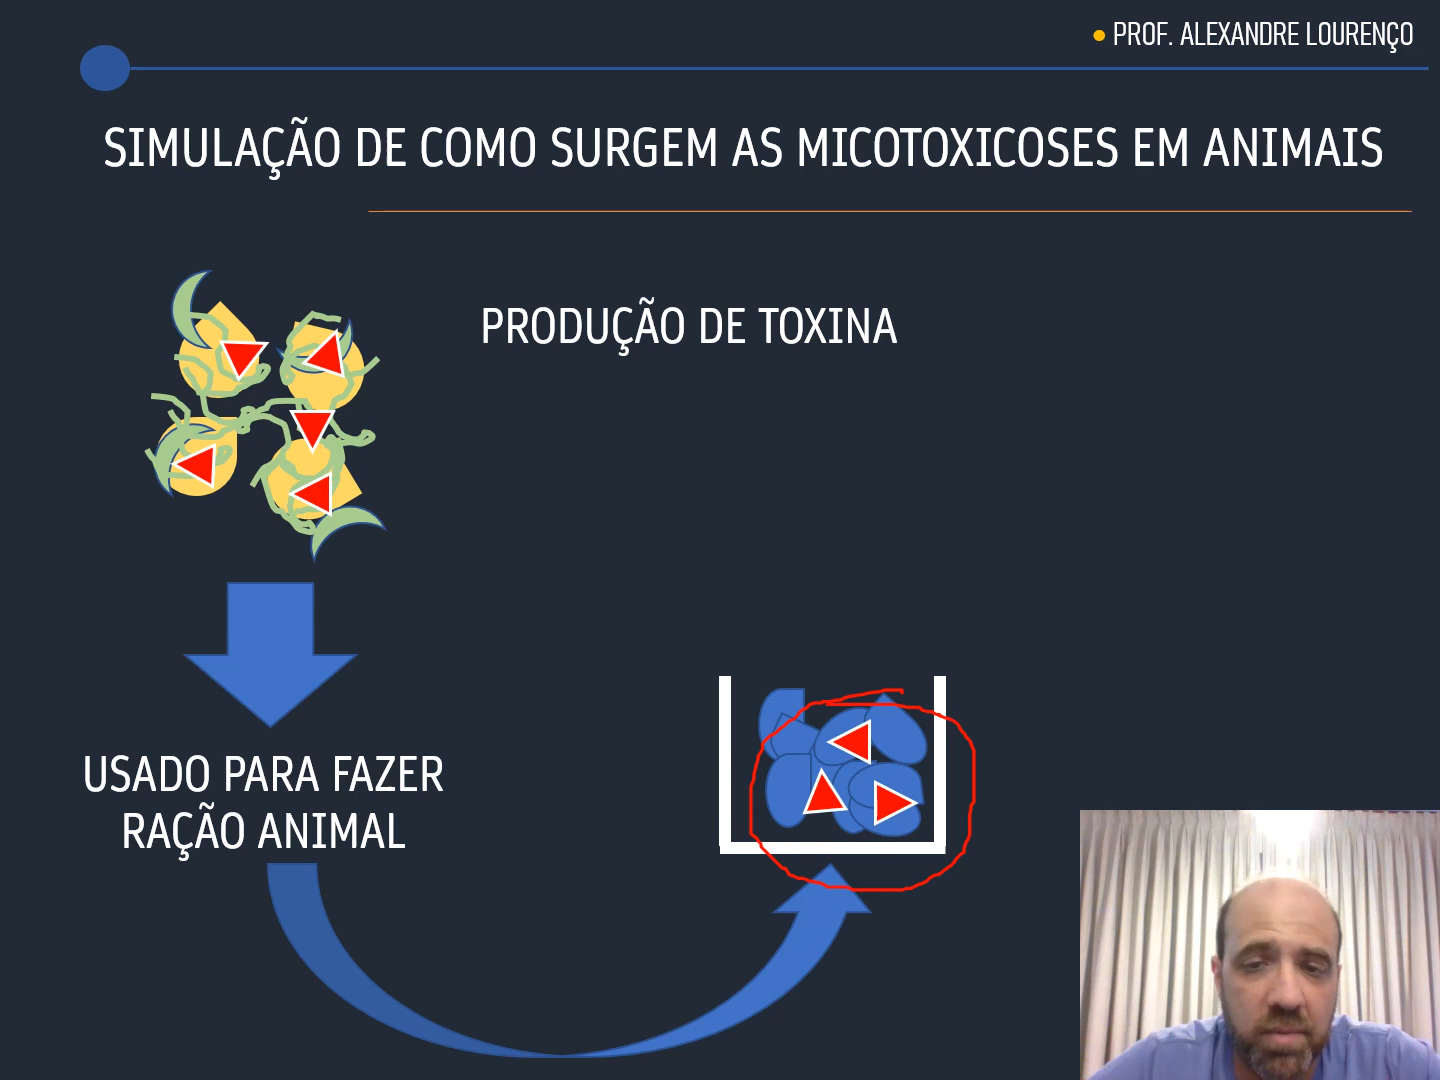 PROF. ALEXANDRE LOURENÇO
SIMULAÇÃO DE COMO SURGEM AS MICOTOXICOSES EM ANIMAIS
PRODUÇÃO DE TOXINA
USADO PARA FAZER
RAÇÃO ANIMAL